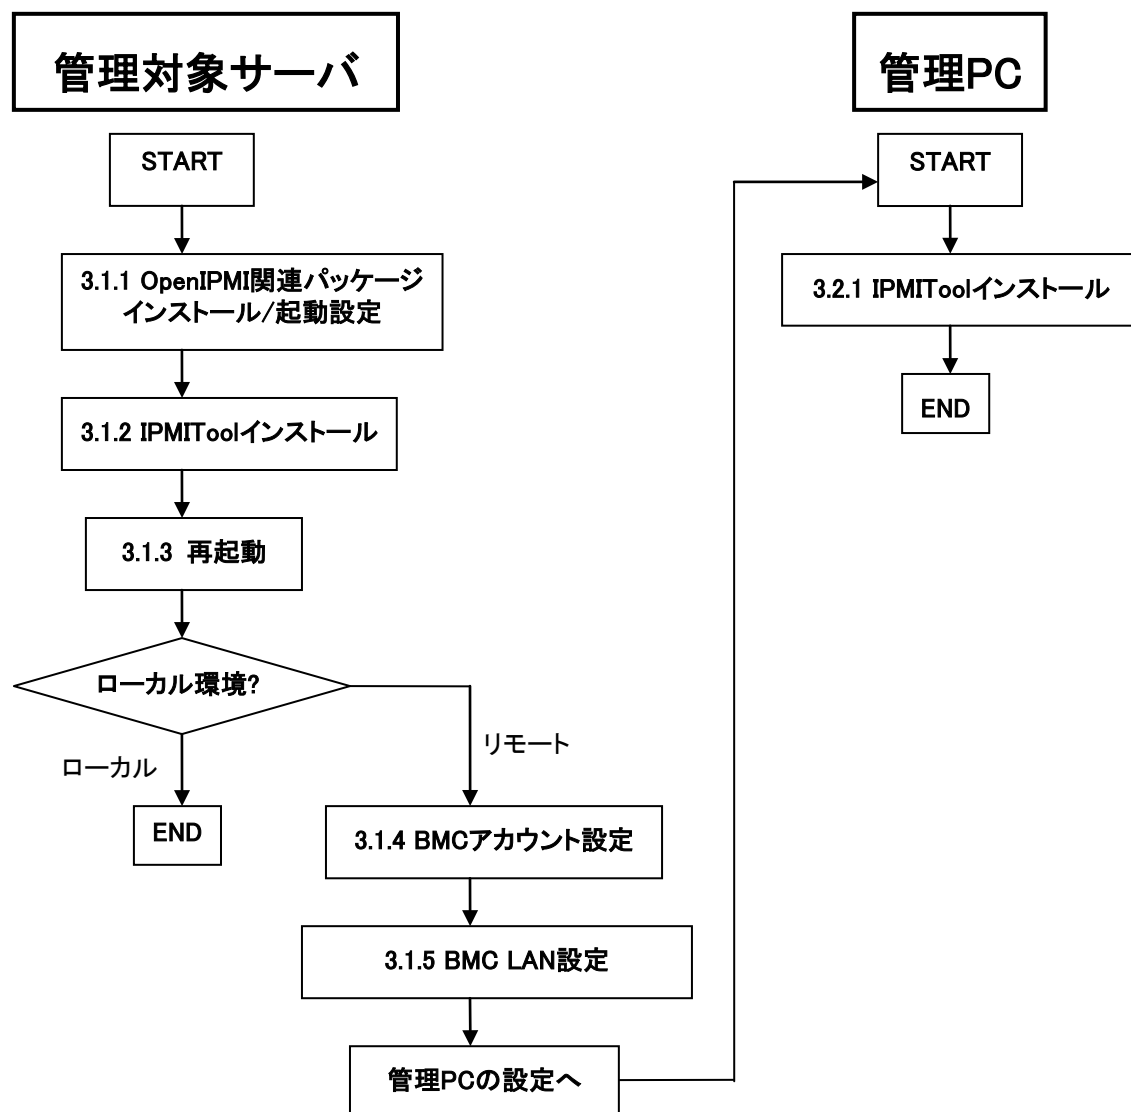 管理対象サーバ
START
3.1.1 OpenIPMI関連パッケージ
インストール/起動設定
3.1.2 IPMIToolインストール
3.1.3 再起動
ローカル環境?
ローカル
リモート
END
3.1.4 BMCアカウント設定
3.1.5 BMC LAN設定
管理PCの設定へ
管理PC
START
3.2.1 IPMIToolインストール
END